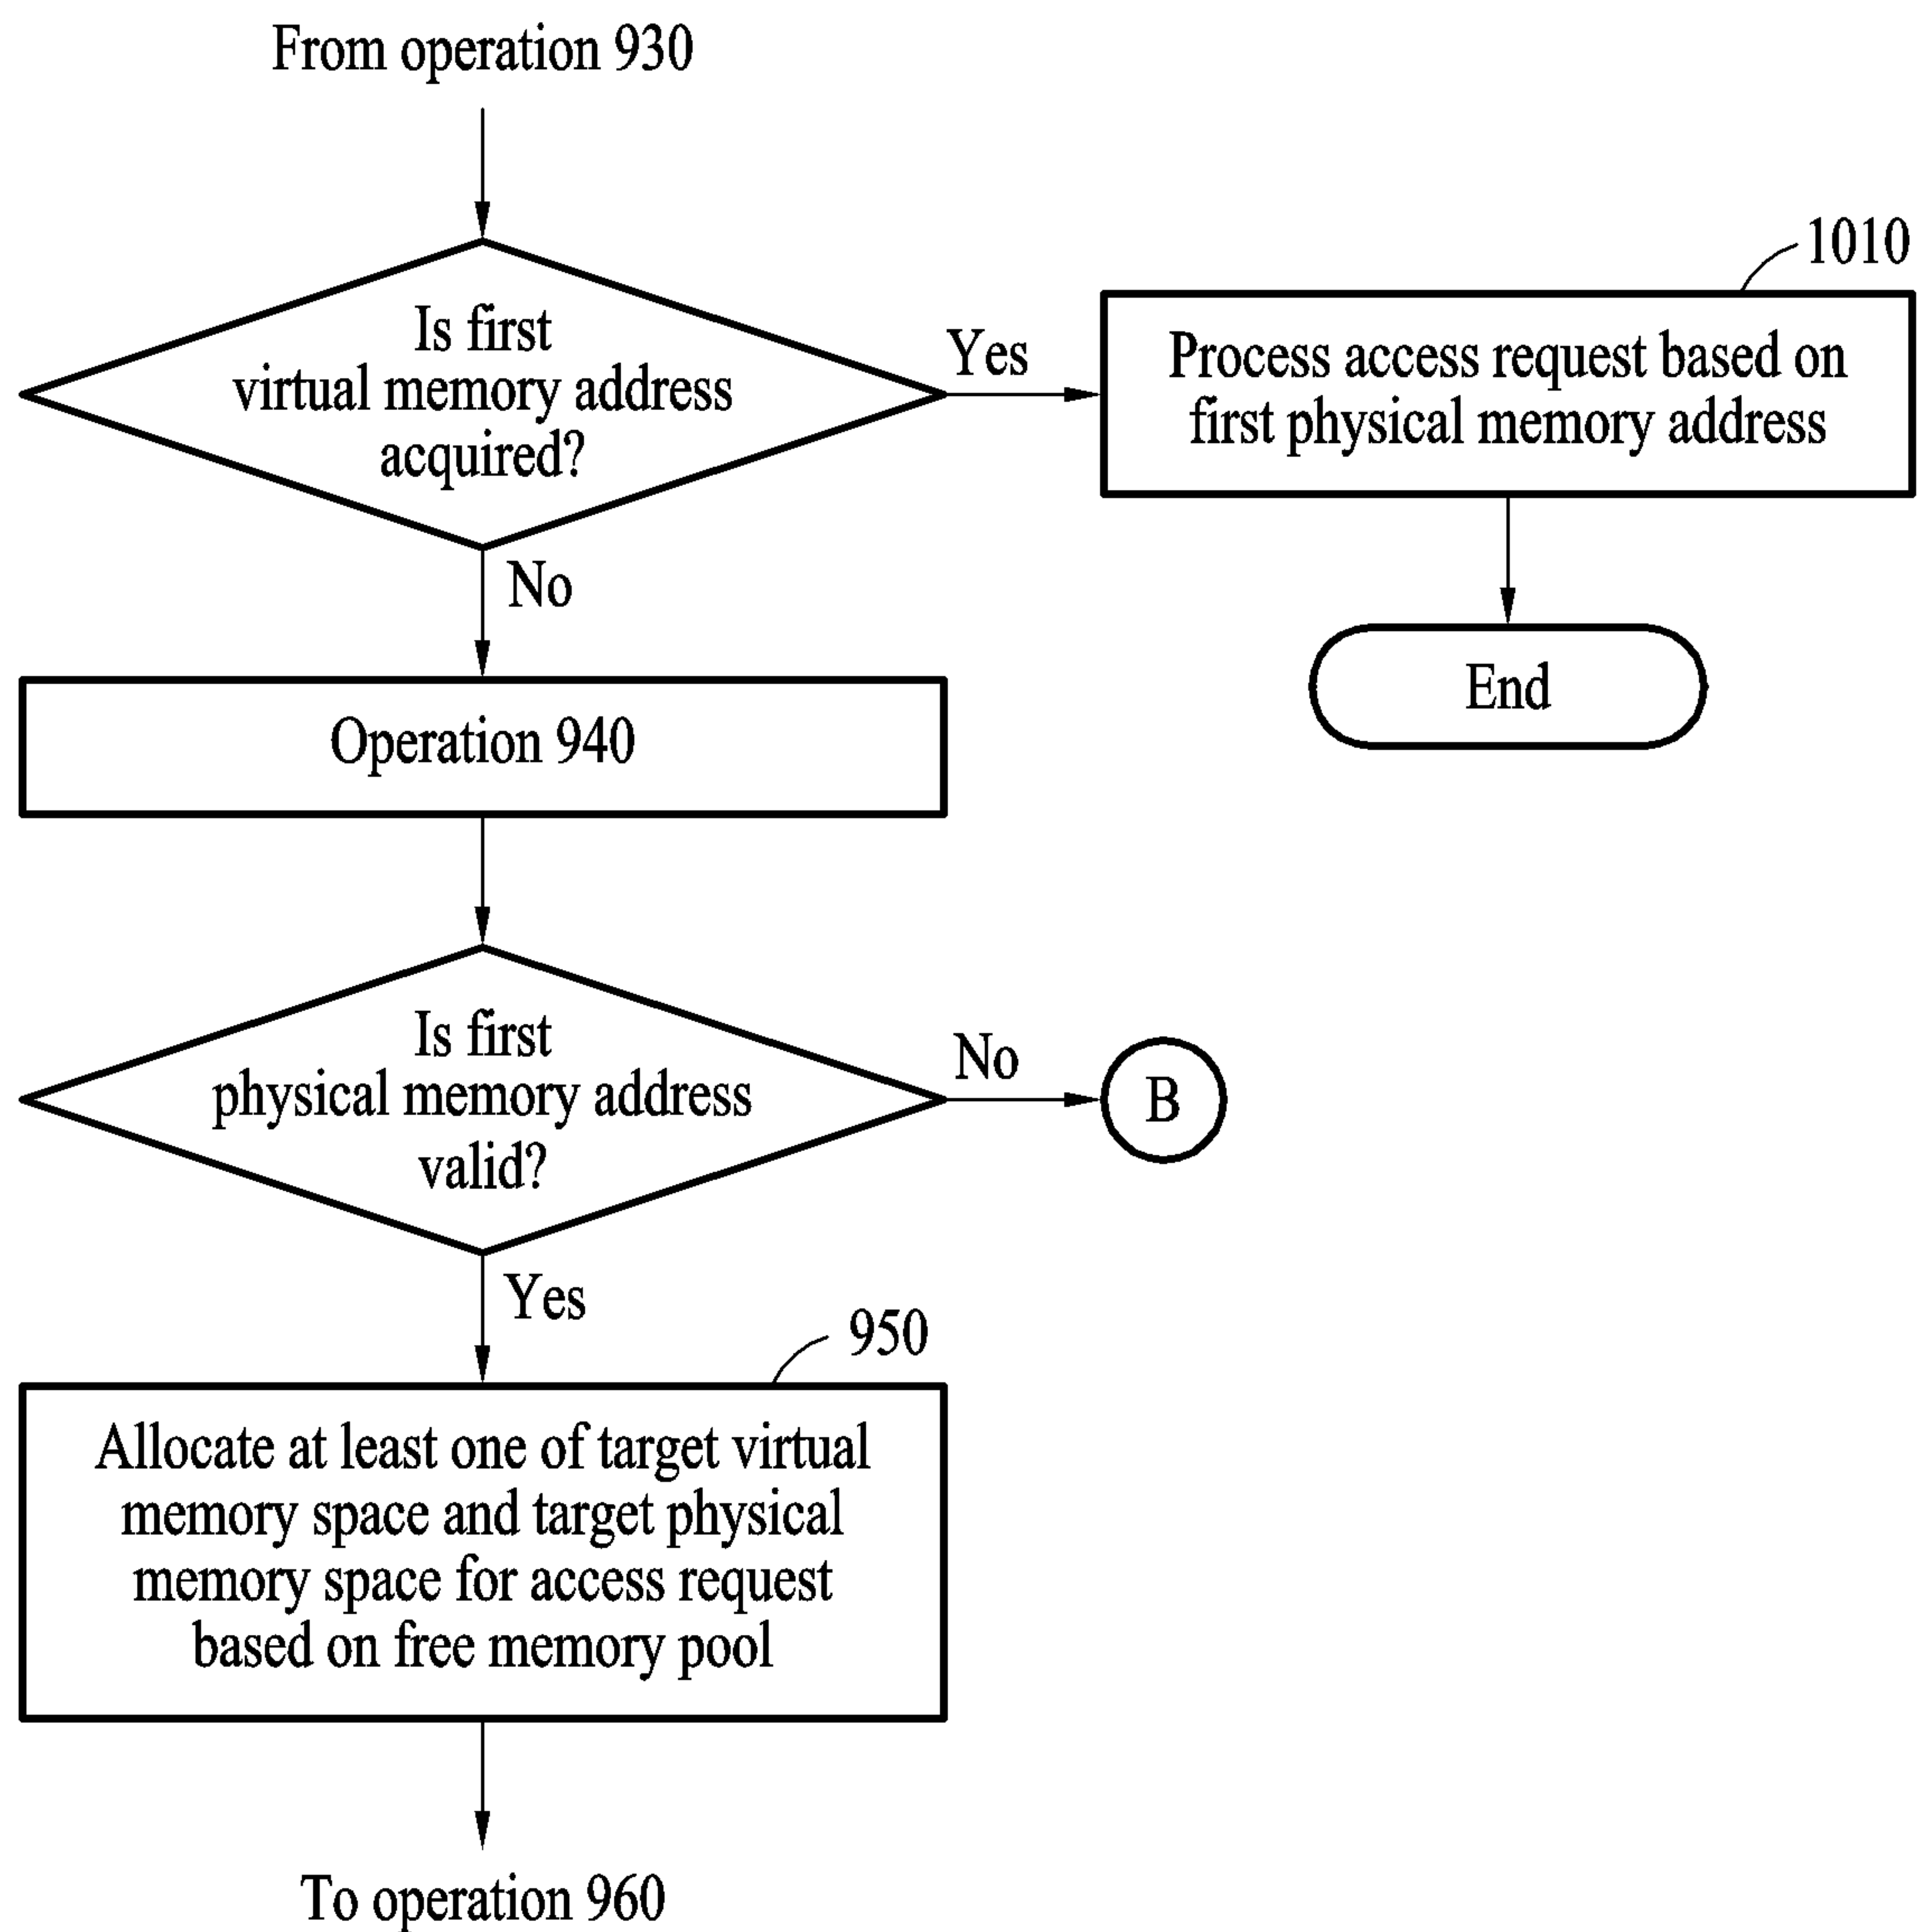 From operation 930
Is first
virtual memory address
acquired?
Yes
1010
Process access request based on
first physical memory address
No
End
Operation 940
Is first
physical memory address
valid?
No
B
Yes
950
Allocate at least one of target virtual
memory space and target physical
memory space for access request
based on free memory pool
To operation 960